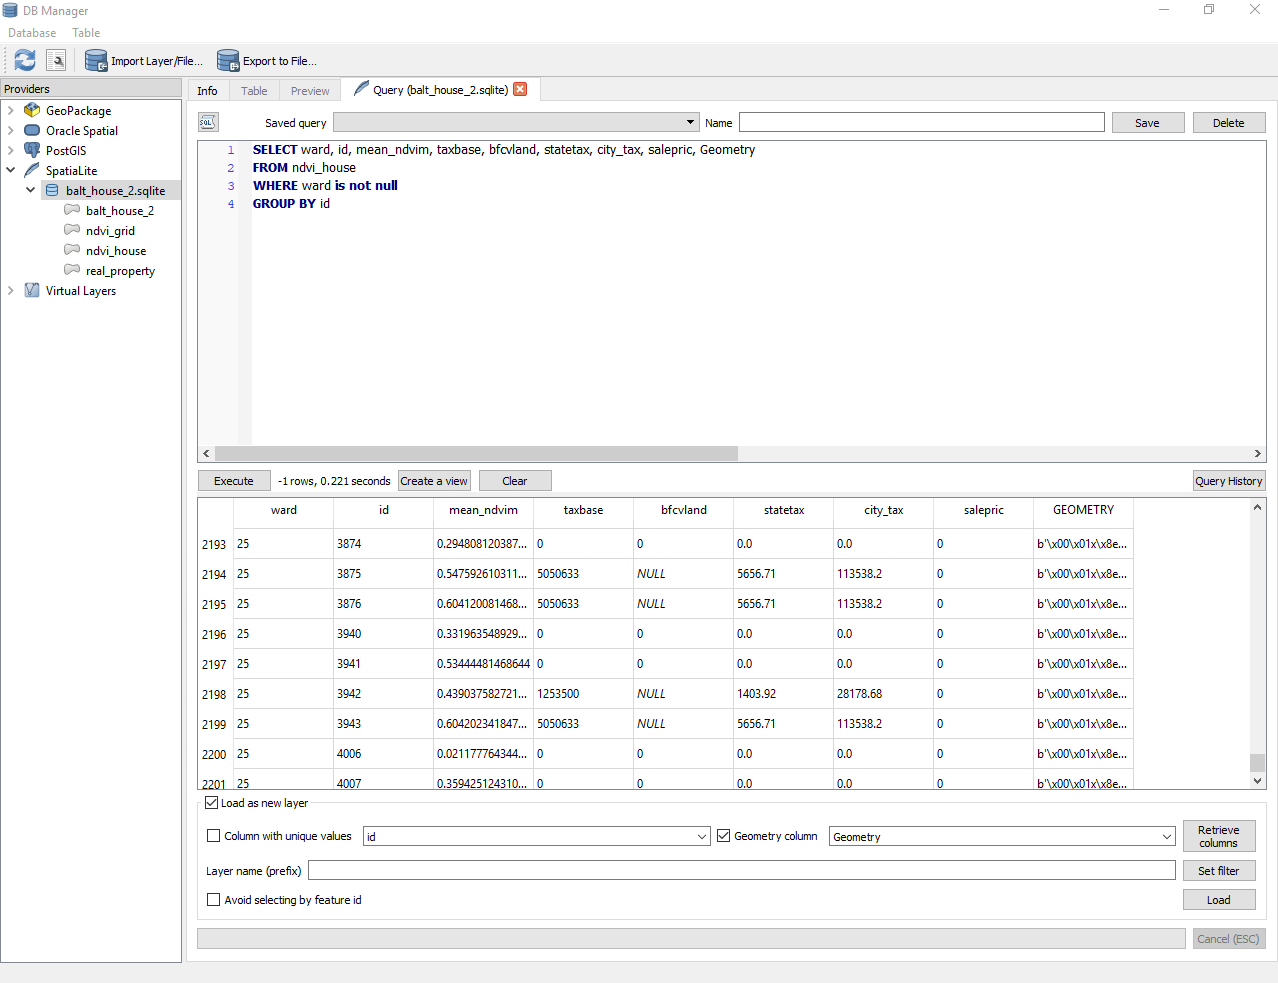 DB Manager
Database Table
Import Layer/File... Export to File...
Providers
GeoPackage
Oracle Spatial
PostGIS
SpatiaLite
balt_house_2.sqlite
balt_house_2
ndvi_grid
ndvi_house
real_property
Virtual Layers
Info Table Preview Query (balt_house_2.sqlite)
SQL Saved query Name Save Delete
1 SELECT ward, id, mean_ndvim, taxbase, bfcvland, statetax, city_tax, salepric, Geometry
2 FROM ndvi_house
3 WHERE ward is not null
4 GROUP BY id
Execute -1 rows, 0.221 seconds Create a view Clear Query History
ward id mean_ndvim taxbase bfcvland statetax city_tax salepric GEOMETRY
2193 25 3874 0.294808120387... 0 0 0.0 0.0 0 b'\x00\x01x\x8e...
2194 25 3875 0.547592610311... 5050633 NULL 5656.71 113538.2 0 b'\x00\x01x\x8e...
2195 25 3876 0.604120081468... 5050633 NULL 5656.71 113538.2 0 b'\x00\x01x\x8e...
2196 25 3940 0.331963548929... 0 0 0.0 0.0 0 b'\x00\x01x\x8e...
2197 25 3941 0.53444481468644 0 0 0.0 0.0 0 b'\x00\x01x\x8e...
2198 25 3942 0.439037582721... 1253500 NULL 1403.92 28178.68 0 b'\x00\x01x\x8e...
2199 25 3943 0.604202341847... 5050633 NULL 5656.71 113538.2 0 b'\x00\x01x\x8e...
2200 25 4006 0.021177764344... 0 0 0.0 0.0 0 b'\x00\x01x\x8e...
2201 25 4007 0.359425124310... 0 0 0.0 0.0 0 b'\x00\x01x\x8e...
Load as new layer
Column with unique values id Geometry column Geometry Retrieve columns
Layer name (prefix) Set filter
Avoid selecting by feature id Load
Cancel (ESC)